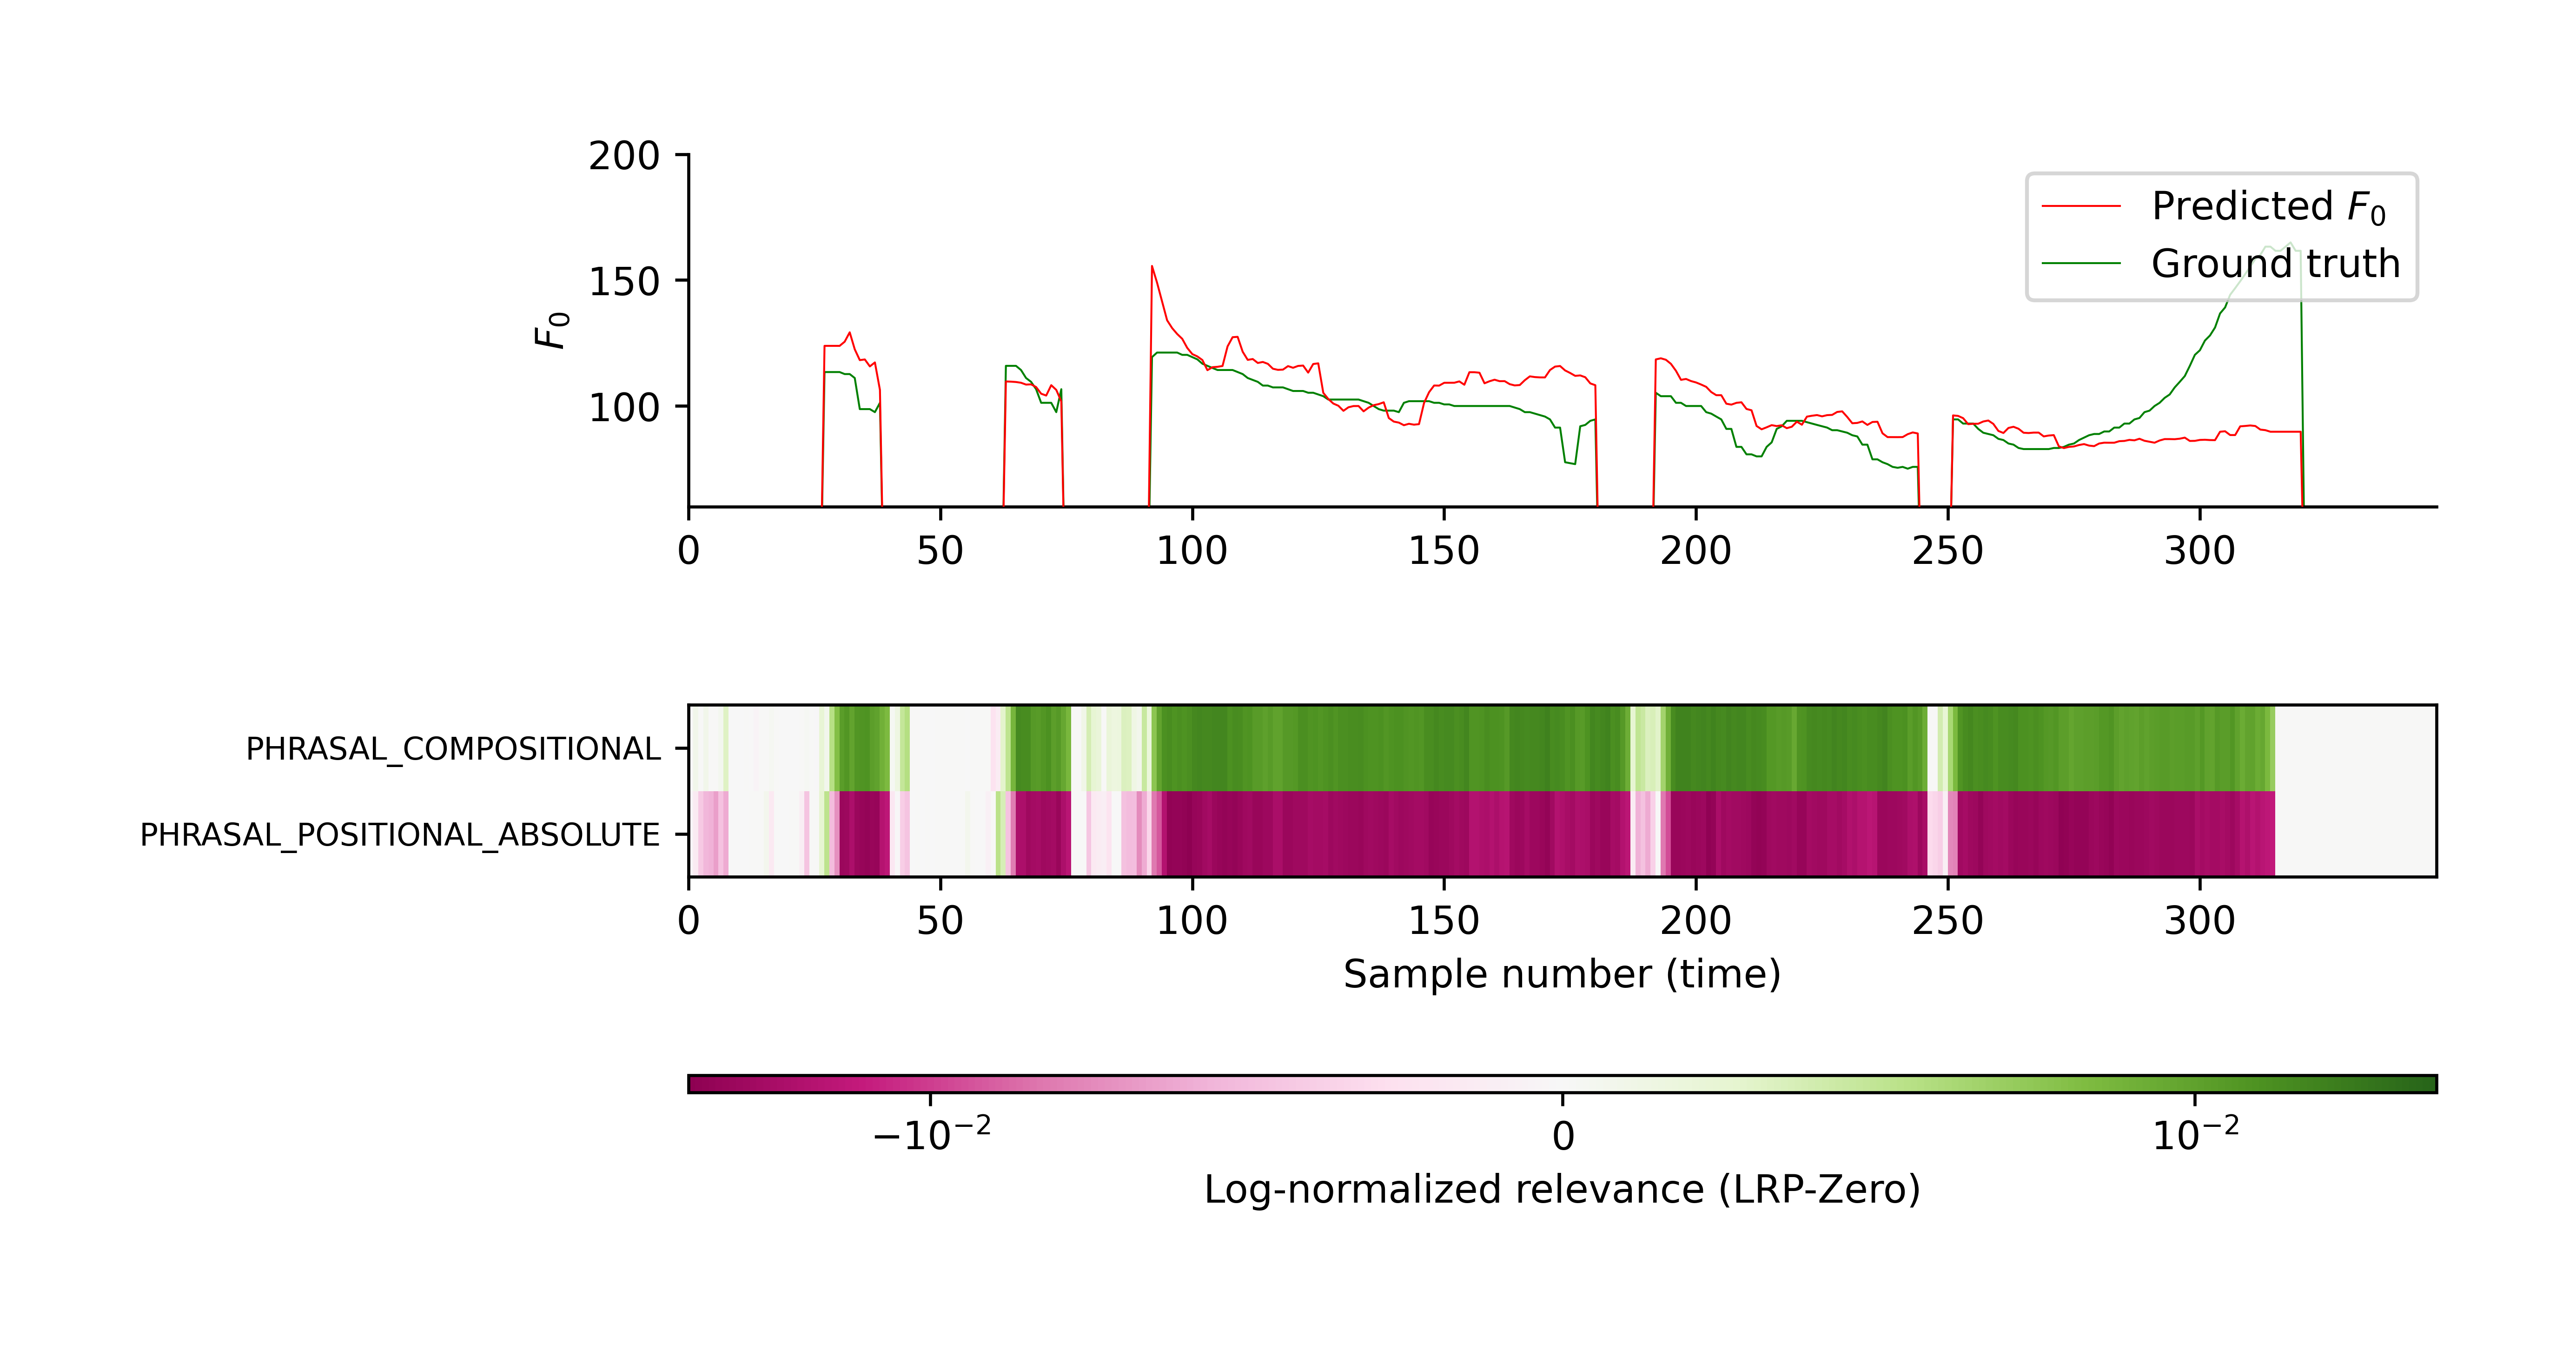 200
150
100
F0
Predicted F0
Ground truth
0 50 100 150 200 250 300
PHRASAL_COMPOSITIONAL
PHRASAL_POSITIONAL_ABSOLUTE
0 50 100 150 200 250 300
Sample number (time)
−10−2 0 10−2
Log-normalized relevance (LRP-Zero)